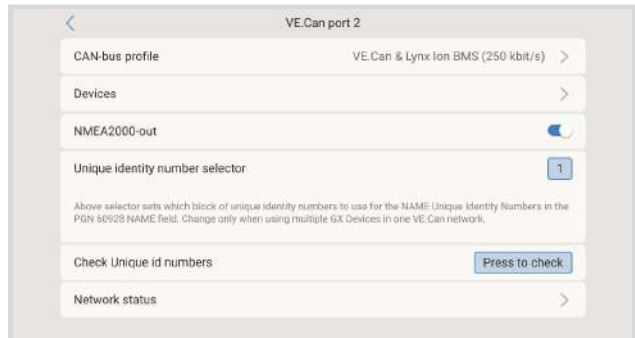 VE.Can port 2
CAN-bus profile VE.Can & Lynx Ion BMS (250 kbit/s)
Devices
NMEA2000-out
Unique identity number selector 1
Above selector sets which block of unique identity numbers to use for the NAME Unique Identity Numbers in the
PGN 60928 NAME field. Change only when using multiple GX Devices in one VE.Can network.
Check Unique id numbers Press to check
Network status